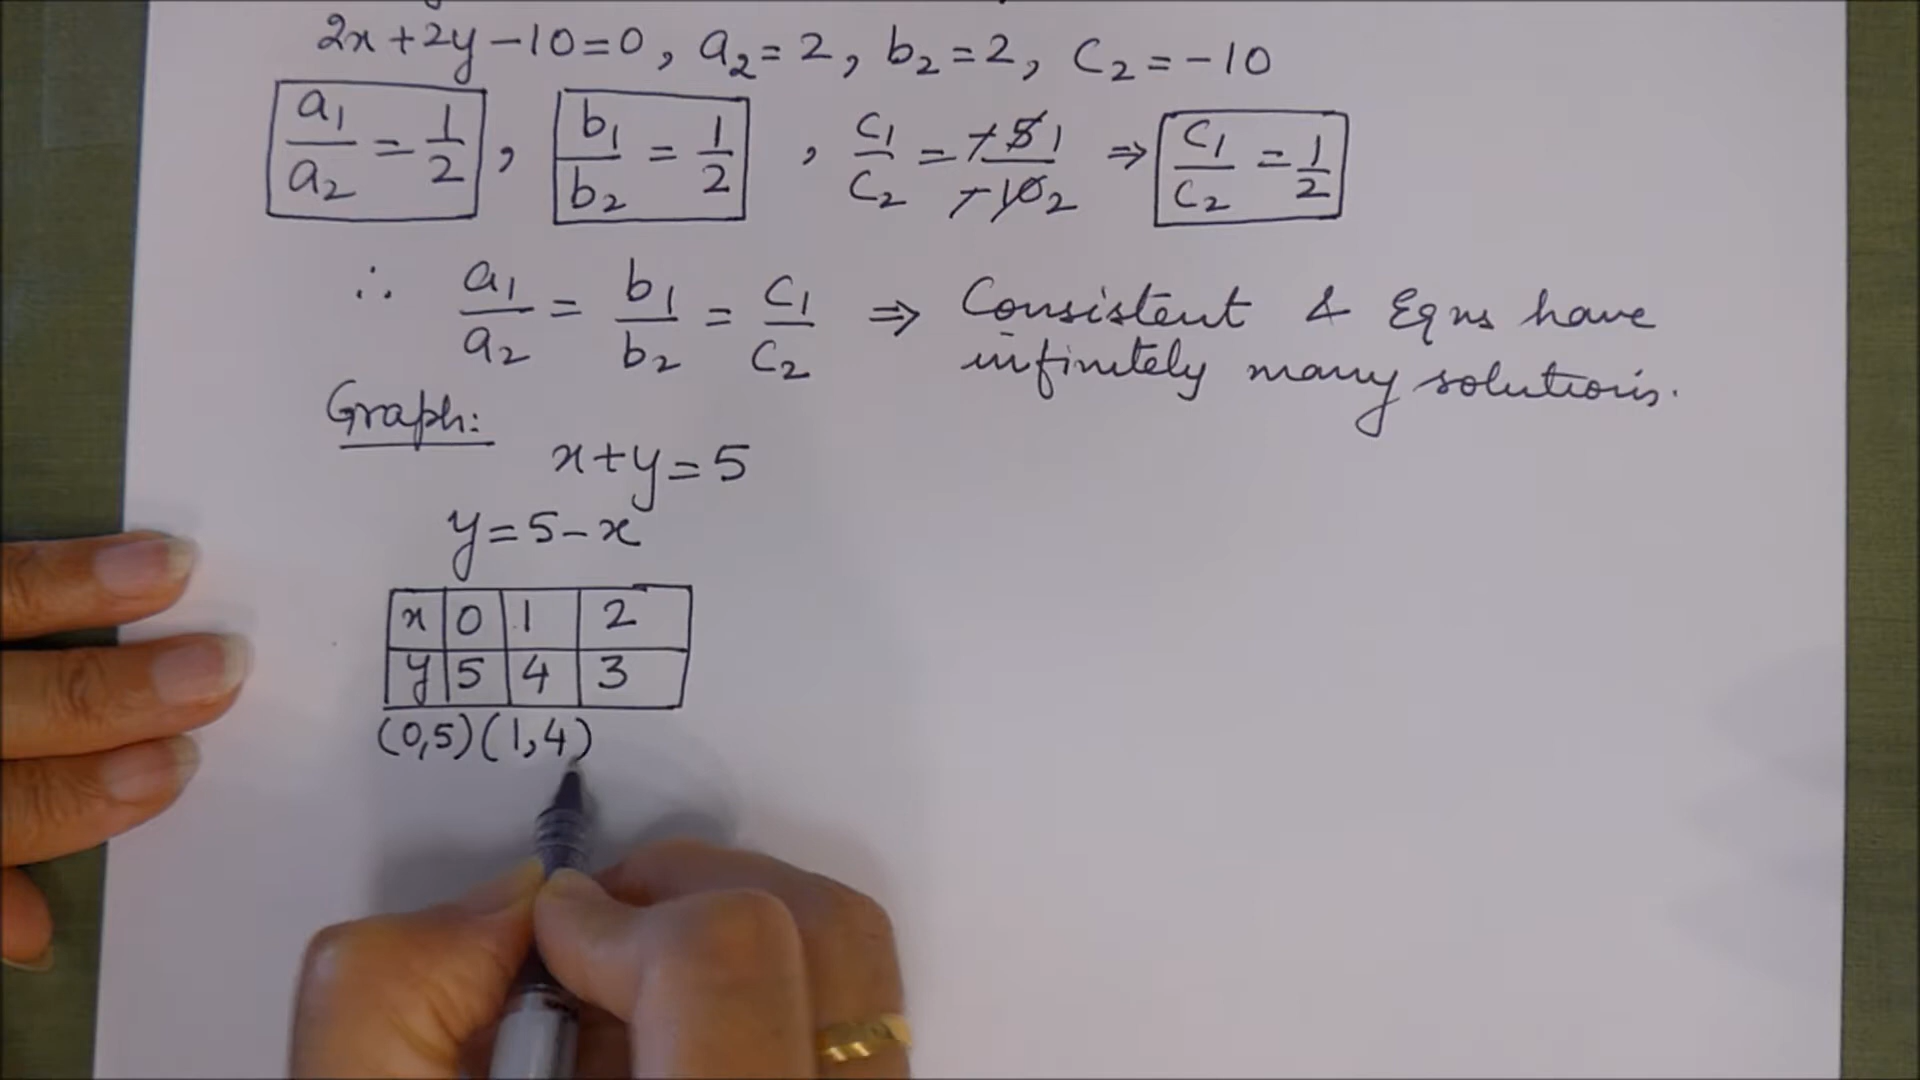 2x+2y-10=0, a₂=2, b₂=2, c₂=-10
a₁/a₂ = 1/2, b₁/b₂ = 1/2, c₁/c₂ = -5 1/-10 2 ⇒ c₁/c₂ = 1/2
∴ a₁/a₂ = b₁/b₂ = c₁/c₂ ⇒ Consistent & Eqns have
infinitely many solutions.
Graph:
x+y=5
y=5-x
x 0 1 2
y 5 4 3
(0,5) (1,4)